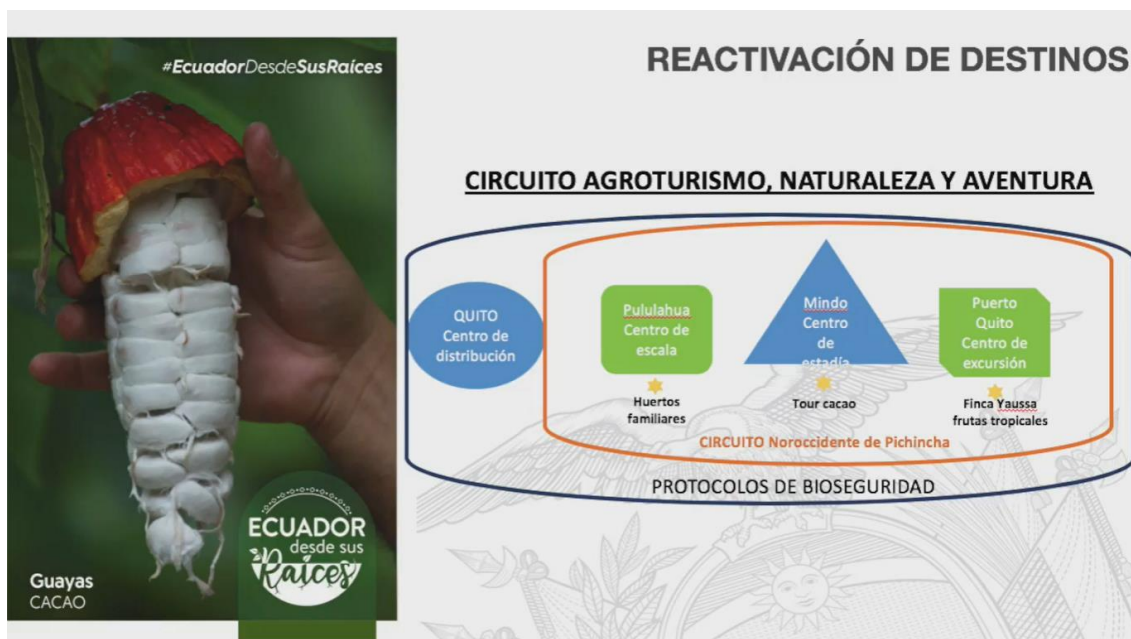 #EcuadorDesdeSusRaíces
ECUADOR
desde sus
Raíces
Guayas
CACAO
REACTIVACIÓN DE DESTINOS
CIRCUITO AGROTURISMO, NATURALEZA Y AVENTURA
QUITO
Centro de
distribución
Pululahua
Centro de
escala
Huertos
familiares
Mindo
Centro
de
estadía
Tour cacao
Puerto
Quito
Centro de
excursión
Finca Yaussa
frutas tropicales
CIRCUITO Noroccidente de Pichincha
PROTOCOLOS DE BIOSEGURIDAD